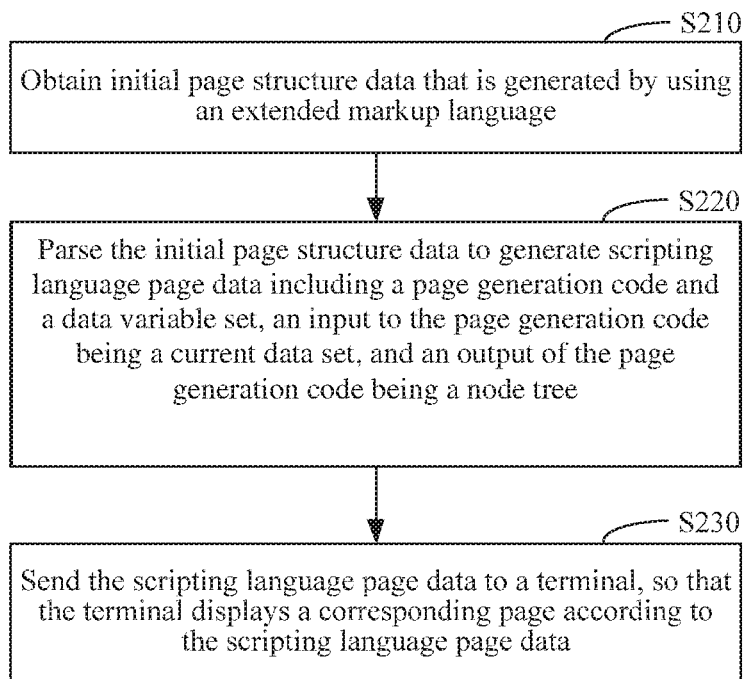 S210
Obtain initial page structure data that is generated by using
an extended markup language
S220
Parse the initial page structure data to generate scripting
language page data including a page generation code and
a data variable set, an input to the page generation code
being a current data set, and an output of the page
generation code being a node tree
S230
Send the scripting language page data to a terminal, so that
the terminal displays a corresponding page according to
the scripting language page data